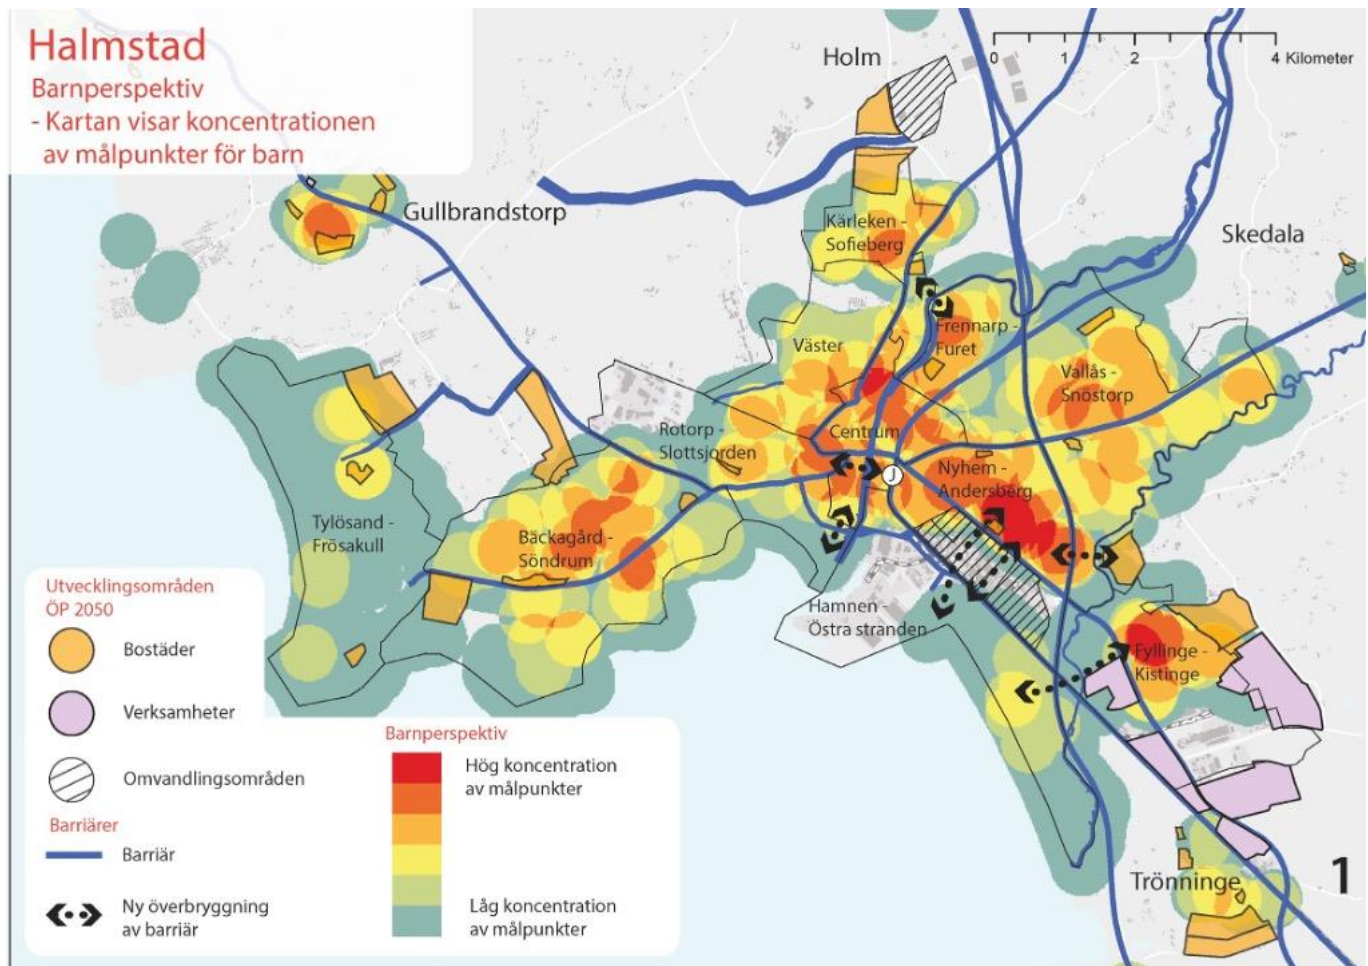 Halmstad
Barnperspektiv
- Kartan visar koncentrationen
av målpunkter för barn
Holm
0 1 2 4 Kilometer
Gullbrandstorp
Kärleken -
Sofieberg
Skedala
Väster
Frennarp -
Furet
Vallås -
Snöstorp
Rotorp -
Slottsjorden
Centrum
J
Nyhem -
Andersberg
Tylösand -
Frösakull
Bäckagård -
Söndrum
Hamnen -
Östra stranden
Fyllinge -
Kistinge
Trönninge
1
Utvecklingsområden
ÖP 2050
Bostäder
Verksamheter
Omvandlingsområden
Barriärer
Barriär
Ny överbryggning
av barriär
Barnperspektiv
Hög koncentration
av målpunkter
Låg koncentration
av målpunkter